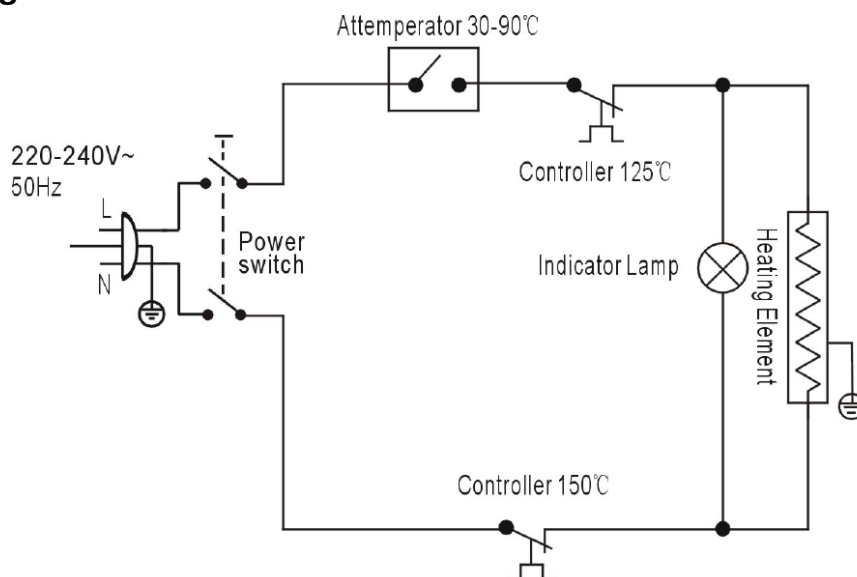 Attemperator 30-90℃
220-240V~
50Hz
Controller 125℃
L
Power
switch
Indicator Lamp
Heating Element
N
Controller 150℃